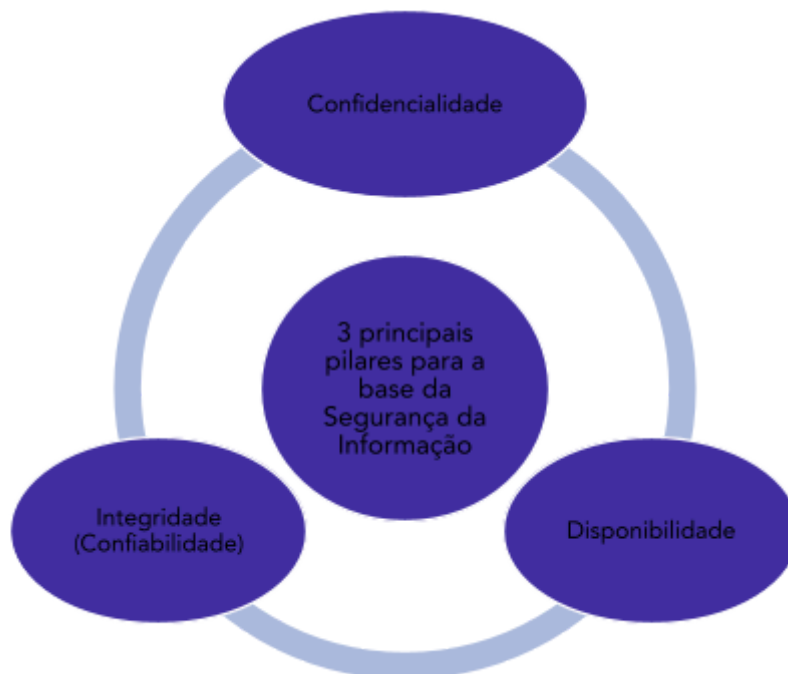 Confidencialidade
3 principais
pilares para a
base da
Segurança da
Informação
Integridade
(Confiabilidade)
Disponibilidade